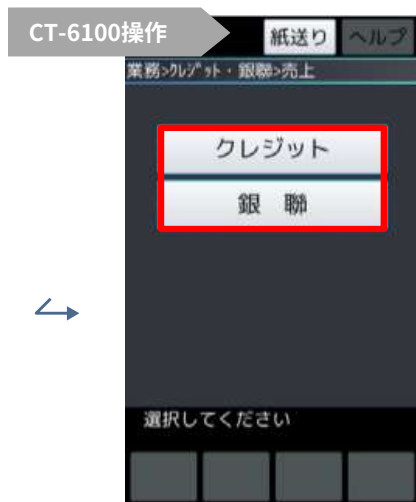 CT-6100操作
紙送り ヘルプ
業務>クレジット・銀聯>売上
クレジット
銀 聯
選択してください